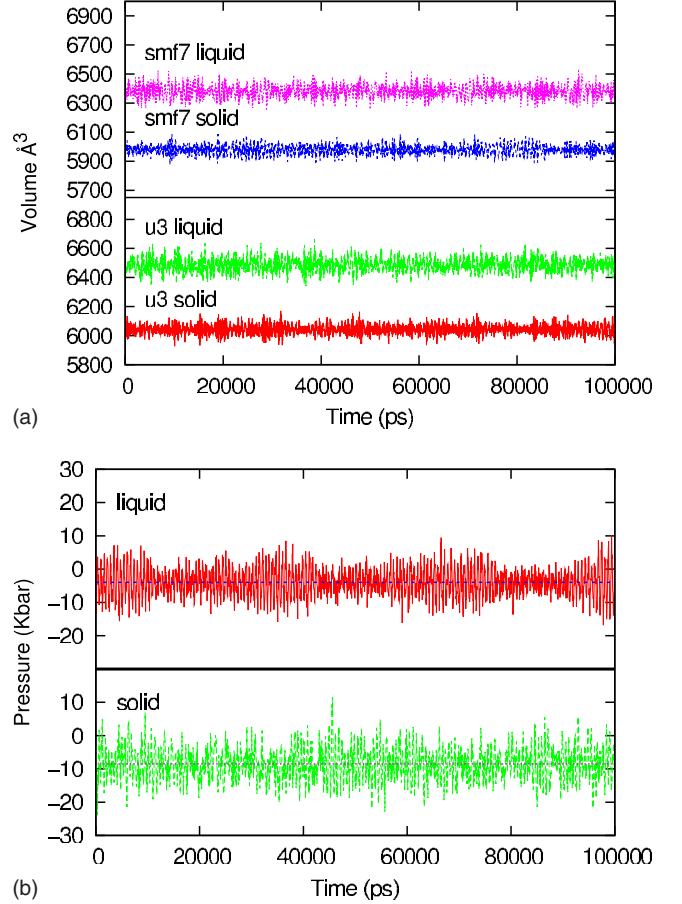 Volume Å3
6900
6700
6500
6300
6100
5900
5700
6800
6600
6400
6200
6000
5800
smf7 liquid
smf7 solid
u3 liquid
u3 solid
0 20000 40000 60000 80000 100000
Time (ps)
(a)
Pressure (Kbar)
30
20
10
0
−10
−20
10
0
−10
−20
−30
liquid
solid
0 20000 40000 60000 80000 100000
Time (ps)
(b)